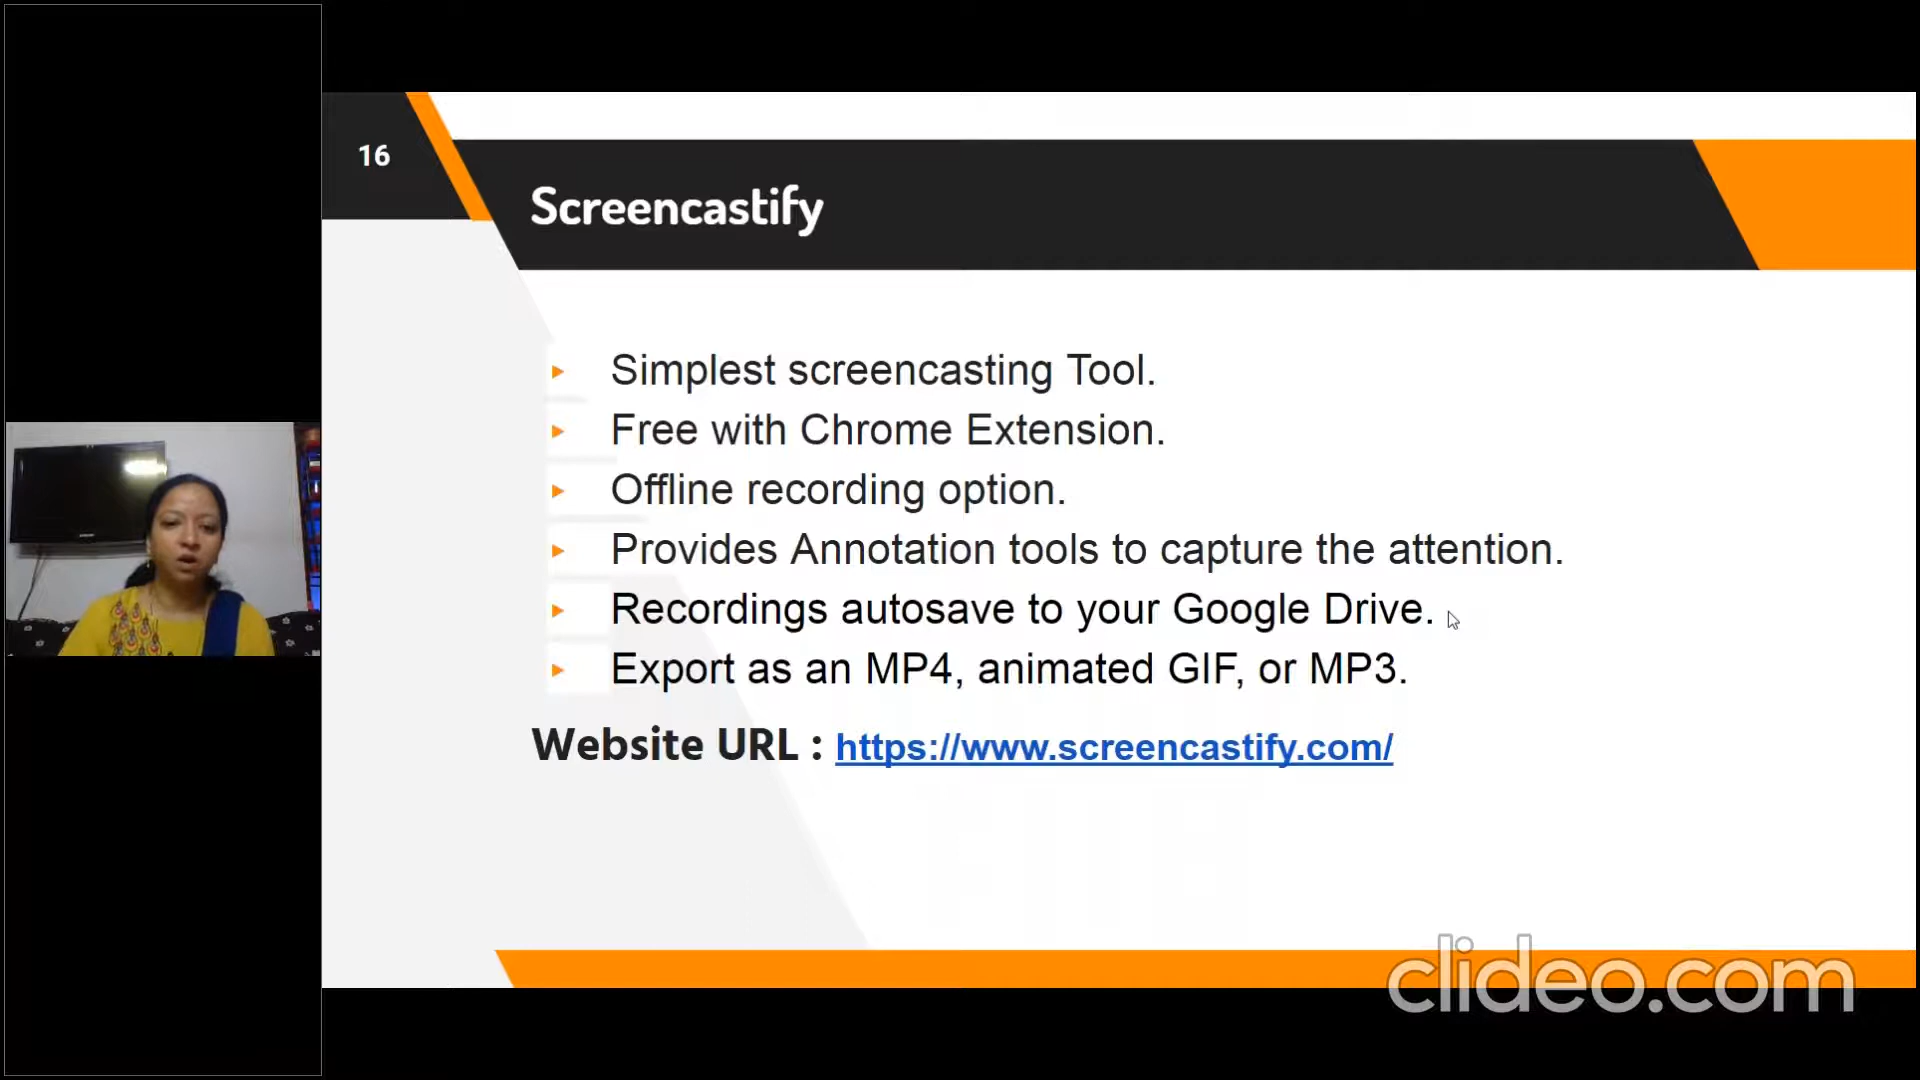 16
Screencastify
Simplest screencasting Tool.
Free with Chrome Extension.
Offline recording option.
Provides Annotation tools to capture the attention.
Recordings autosave to your Google Drive.
Export as an MP4, animated GIF, or MP3.
Website URL : https://www.screencastify.com/
clideo.com